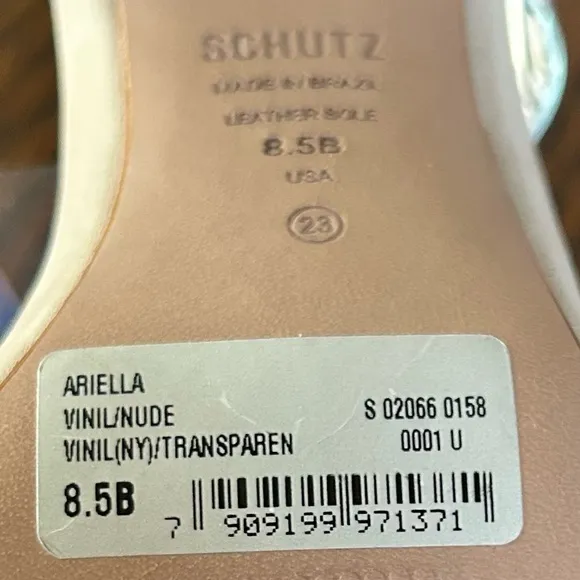 SCHUTZ
MADE IN BRAZIL
LEATHER SOLE
8.5B
USA
23
ARIELLA
VINIL/NUDE S 02066 0158
VINIL(NY)/TRANSPAREN 0001 U
8.5B
7 909199 971371